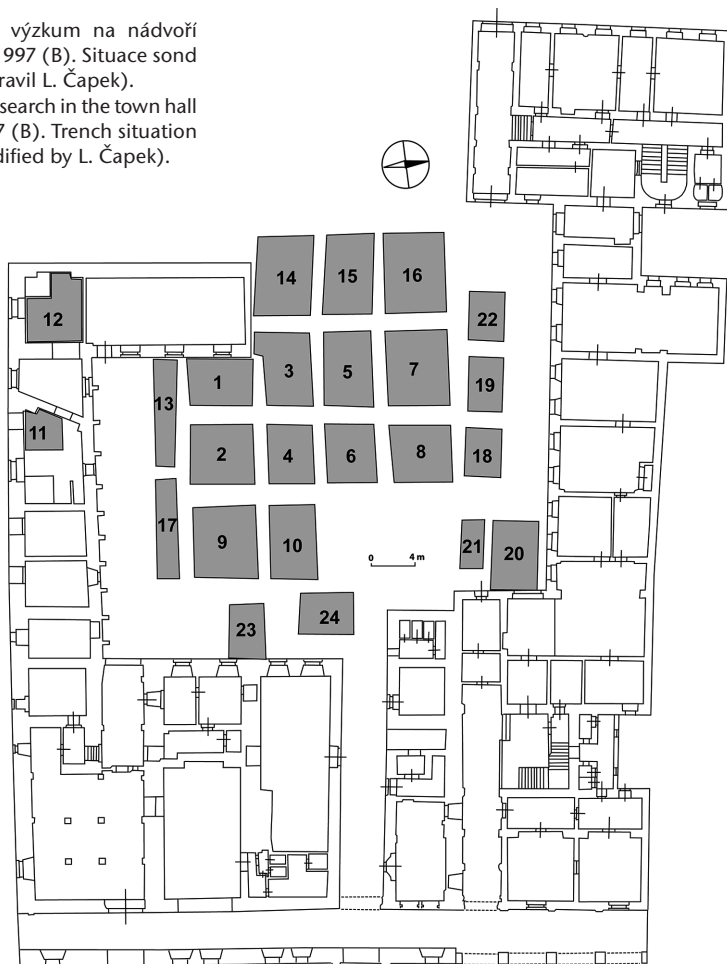 výzkum na nádvoří
997 (B). Situace sond
ravil L. Čapek).
search in the town hall
7 (B). Trench situation
dified by L. Čapek).
14 15 16
12
22
1 3 5 7 19
13
11
2 4 6 8 18
17
9 10 21 20
0 4 m
23 24